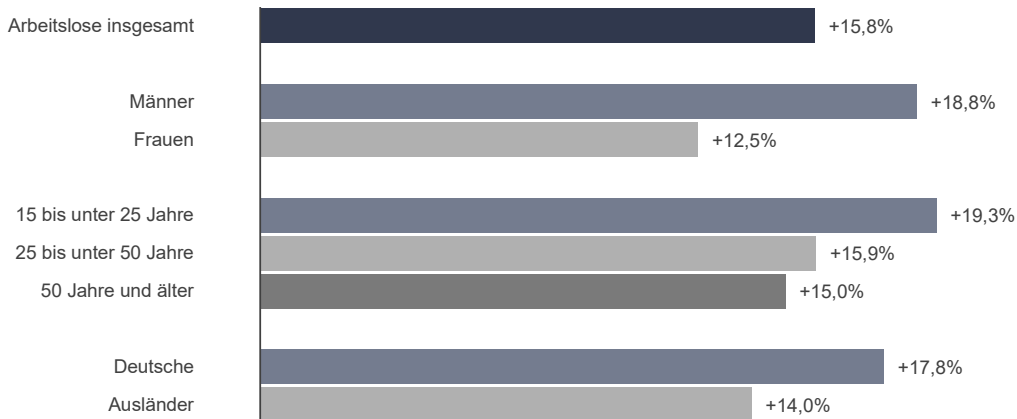 Arbeitslose insgesamt +15,8%
Männer +18,8%
Frauen +12,5%
15 bis unter 25 Jahre +19,3%
25 bis unter 50 Jahre +15,9%
50 Jahre und älter +15,0%
Deutsche +17,8%
Ausländer +14,0%